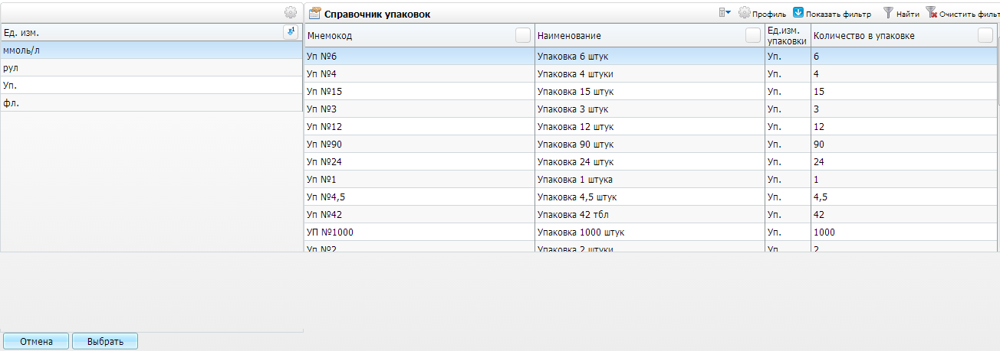 Ед. изм.
ммоль/л
рул
Уп.
фл.
Справочник упаковок Профиль Показать фильтр Найти Очистить фильт
Мнемокод Наименование Ед.изм. упаковки Количество в упаковке
Уп №6 Упаковка 6 штук Уп. 6
Уп №4 Упаковка 4 штуки Уп. 4
Уп №15 Упаковка 15 штук Уп. 15
Уп №3 Упаковка 3 штук Уп. 3
Уп №12 Упаковка 12 штук Уп. 12
Уп №90 Упаковка 90 штук Уп. 90
Уп №24 Упаковка 24 штук Уп. 24
Уп №1 Упаковка 1 штука Уп. 1
Уп №4,5 Упаковка 4,5 штук Уп. 4,5
Уп №42 Упаковка 42 тбл Уп. 42
УП №1000 Упаковка 1000 штук Уп. 1000
Уп №2 Упаковка 2 штуки Уп. 2
Отмена Выбрать